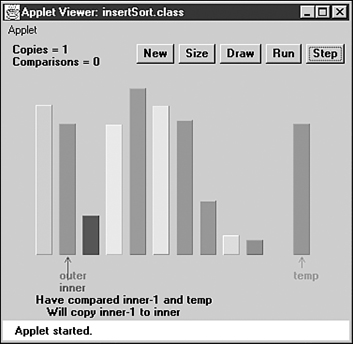 Applet Viewer: insertSort.class
Applet
Copies = 1
Comparisons = 0
New Size Draw Run Step
outer
inner
temp
Have compared inner-1 and temp
Will copy inner-1 to inner
Applet started.